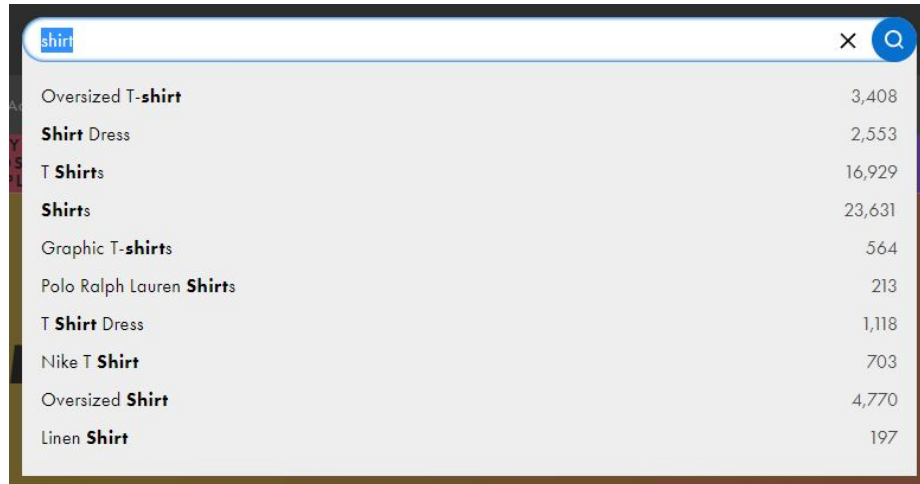 shirt
Oversized T-shirt 3,408
Shirt Dress 2,553
T Shirts 16,929
Shirts 23,631
Graphic T-shirts 564
Polo Ralph Lauren Shirts 213
T Shirt Dress 1,118
Nike T Shirt 703
Oversized Shirt 4,770
Linen Shirt 197